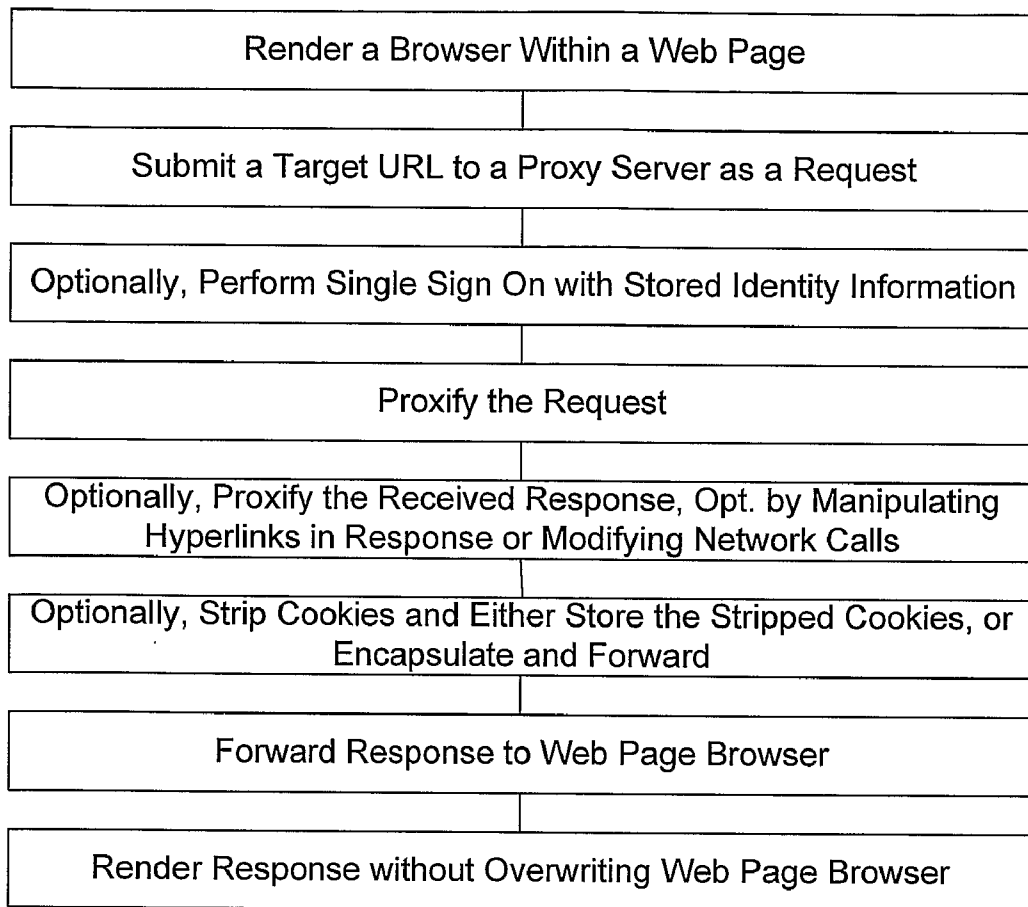 Render a Browser Within a Web Page
Submit a Target URL to a Proxy Server as a Request
Optionally, Perform Single Sign On with Stored Identity Information
Proxify the Request
Optionally, Proxify the Received Response, Opt. by Manipulating
Hyperlinks in Response or Modifying Network Calls
Optionally, Strip Cookies and Either Store the Stripped Cookies, or
Encapsulate and Forward
Forward Response to Web Page Browser
Render Response without Overwriting Web Page Browser